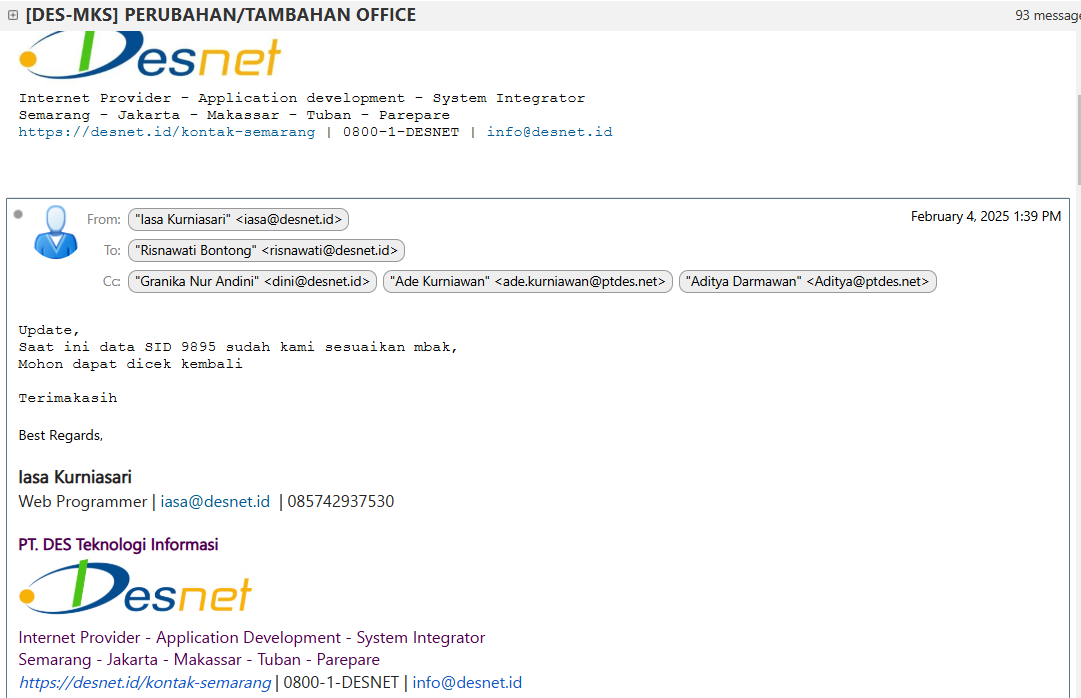 [DES-MKS] PERUBAHAN/TAMBAHAN OFFICE
93 message
Desnet
Internet Provider - Application development - System Integrator
Semarang - Jakarta - Makassar - Tuban - Parepare
https://desnet.id/kontak-semarang | 0800-1-DESNET | info@desnet.id
From: "Iasa Kurniasari" <iasa@desnet.id>
February 4, 2025 1:39 PM
To: "Risnawati Bontong" <risnawati@desnet.id>
Cc: "Granika Nur Andini" <dini@desnet.id> "Ade Kurniawan" <ade.kurniawan@ptdes.net> "Aditya Darmawan" <Aditya@ptdes.net>
Update,
Saat ini data SID 9895 sudah kami sesuaikan mbak,
Mohon dapat dicek kembali
Terimakasih
Best Regards,
Iasa Kurniasari
Web Programmer | iasa@desnet.id | 085742937530
PT. DES Teknologi Informasi
Desnet
Internet Provider - Application Development - System Integrator
Semarang - Jakarta - Makassar - Tuban - Parepare
https://desnet.id/kontak-semarang | 0800-1-DESNET | info@desnet.id